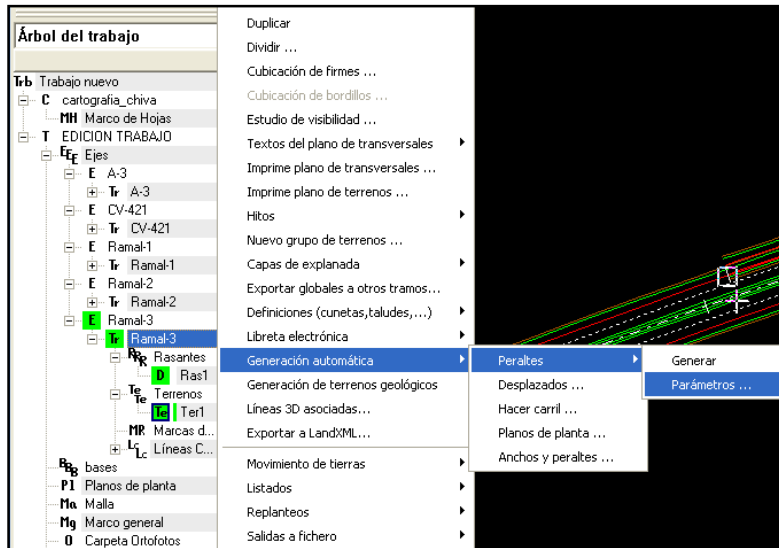 Árbol del trabajo
Trb Trabajo nuevo
C cartografia_chiva
MH Marco de Hojas
T EDICION TRABAJO
EEE Ejes
E A-3
Tr A-3
E CV-421
Tr CV-421
E Ramal-1
Tr Ramal-1
E Ramal-2
Tr Ramal-2
E Ramal-3
Tr Ramal-3
RRR Rasantes
D Ras1
TeTe Terrenos
Te Ter1
MR Marcas d...
LcLc Líneas C...
BBB bases
Pl Planos de planta
Ma Malla
Mg Marco general
O Carpeta Ortofotos
Duplicar
Dividir ...
Cubicación de firmes ...
Cubicación de bordillos ...
Estudio de visibilidad ...
Textos del plano de transversales
Imprime plano de transversales ...
Imprime plano de terrenos ...
Hitos
Nuevo grupo de terrenos ...
Capas de explanada
Exportar globales a otros tramos...
Definiciones (cunetas,taludes,...)
Libreta electrónica
Generación automática
Generación de terrenos geológicos
Líneas 3D asociadas...
Exportar a LandXML...
Movimiento de tierras
Listados
Replanteos
Salidas a fichero
Peraltes
Desplazados ...
Hacer carril ...
Planos de planta ...
Anchos y peraltes ...
Generar
Parámetros ...